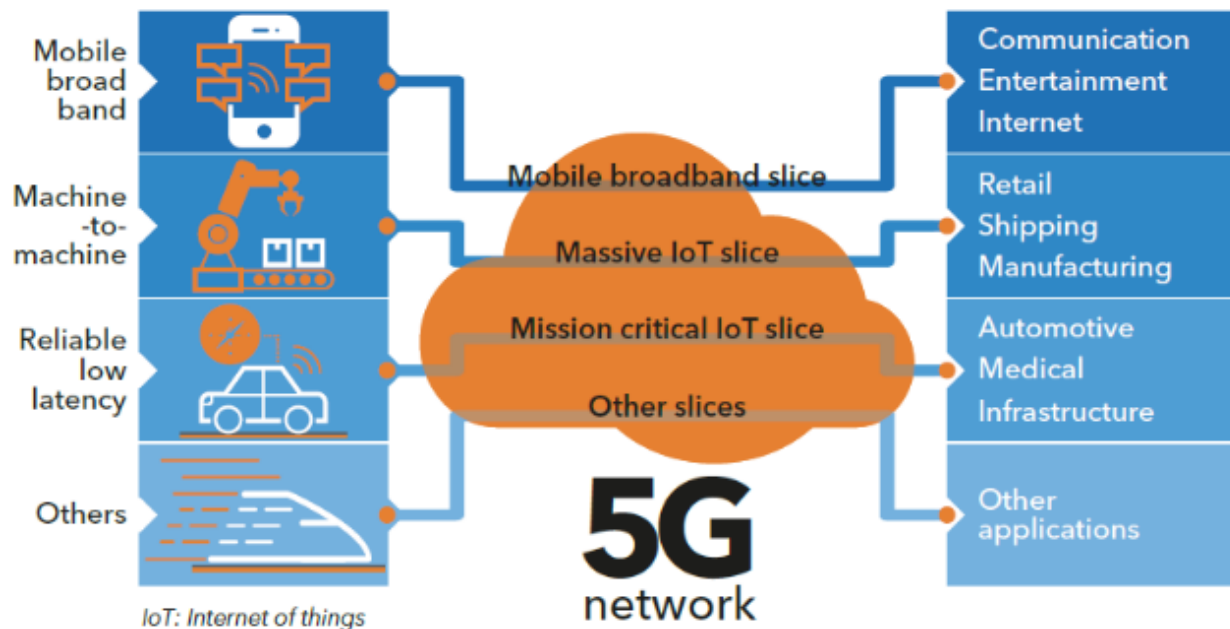 Mobile
broad
band
Machine
-to-
machine
Reliable
low
latency
Others
Mobile broadband slice
Massive IoT slice
Mission critical IoT slice
Other slices
5G
network
Communication
Entertainment
Internet
Retail
Shipping
Manufacturing
Automotive
Medical
Infrastructure
Other
applications
IoT: Internet of things